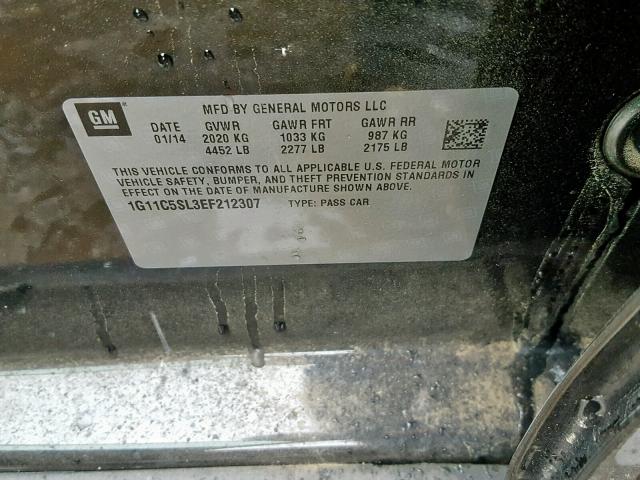 GM
MFD BY GENERAL MOTORS LLC
DATE GVWR GAWR FRT GAWR RR
01/14 2020 KG 1033 KG 987 KG
4452 LB 2277 LB 2175 LB
THIS VEHICLE CONFORMS TO ALL APPLICABLE U.S. FEDERAL MOTOR
VEHICLE SAFETY, BUMPER, AND THEFT PREVENTION STANDARDS IN
EFFECT ON THE DATE OF MANUFACTURE SHOWN ABOVE.
1G11C5SL3EF212307 TYPE: PASS CAR